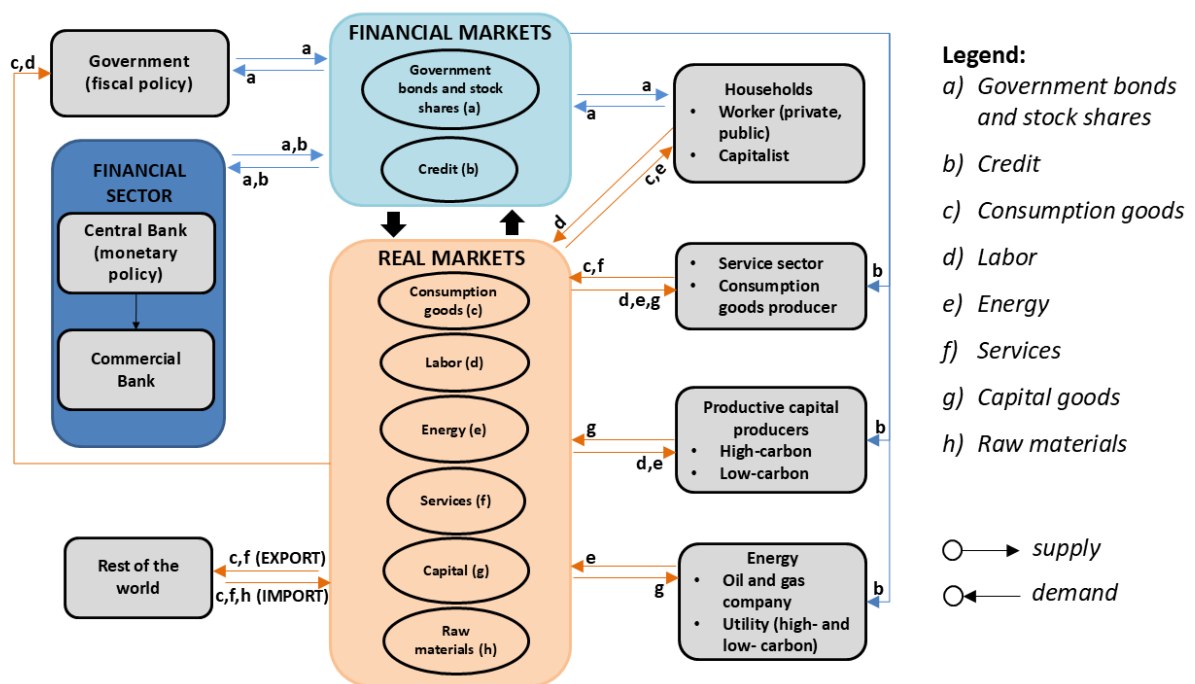 c,d
Government
(fiscal policy)
a
a
FINANCIAL MARKETS
Government
bonds and stock
shares (a)
Credit (b)
a
a
Households
• Worker (private,
public)
• Capitalist
FINANCIAL
SECTOR
Central Bank
(monetary
policy)
Commercial
Bank
a,b
a,b
d
c,e
REAL MARKETS
Consumption
goods (c)
Labor (d)
Energy (e)
Services (f)
Capital (g)
Raw
materials (h)
c,f
d,e,g
• Service sector
• Consumption
goods producer
b
g
d,e
Productive capital
producers
• High-carbon
• Low-carbon
b
e
g
Energy
• Oil and gas
company
• Utility (high- and
low- carbon)
b
Rest of the
world
c,f (EXPORT)
c,f,h (IMPORT)
Legend:
a) Government bonds
and stock shares
b) Credit
c) Consumption goods
d) Labor
e) Energy
f) Services
g) Capital goods
h) Raw materials
supply
demand